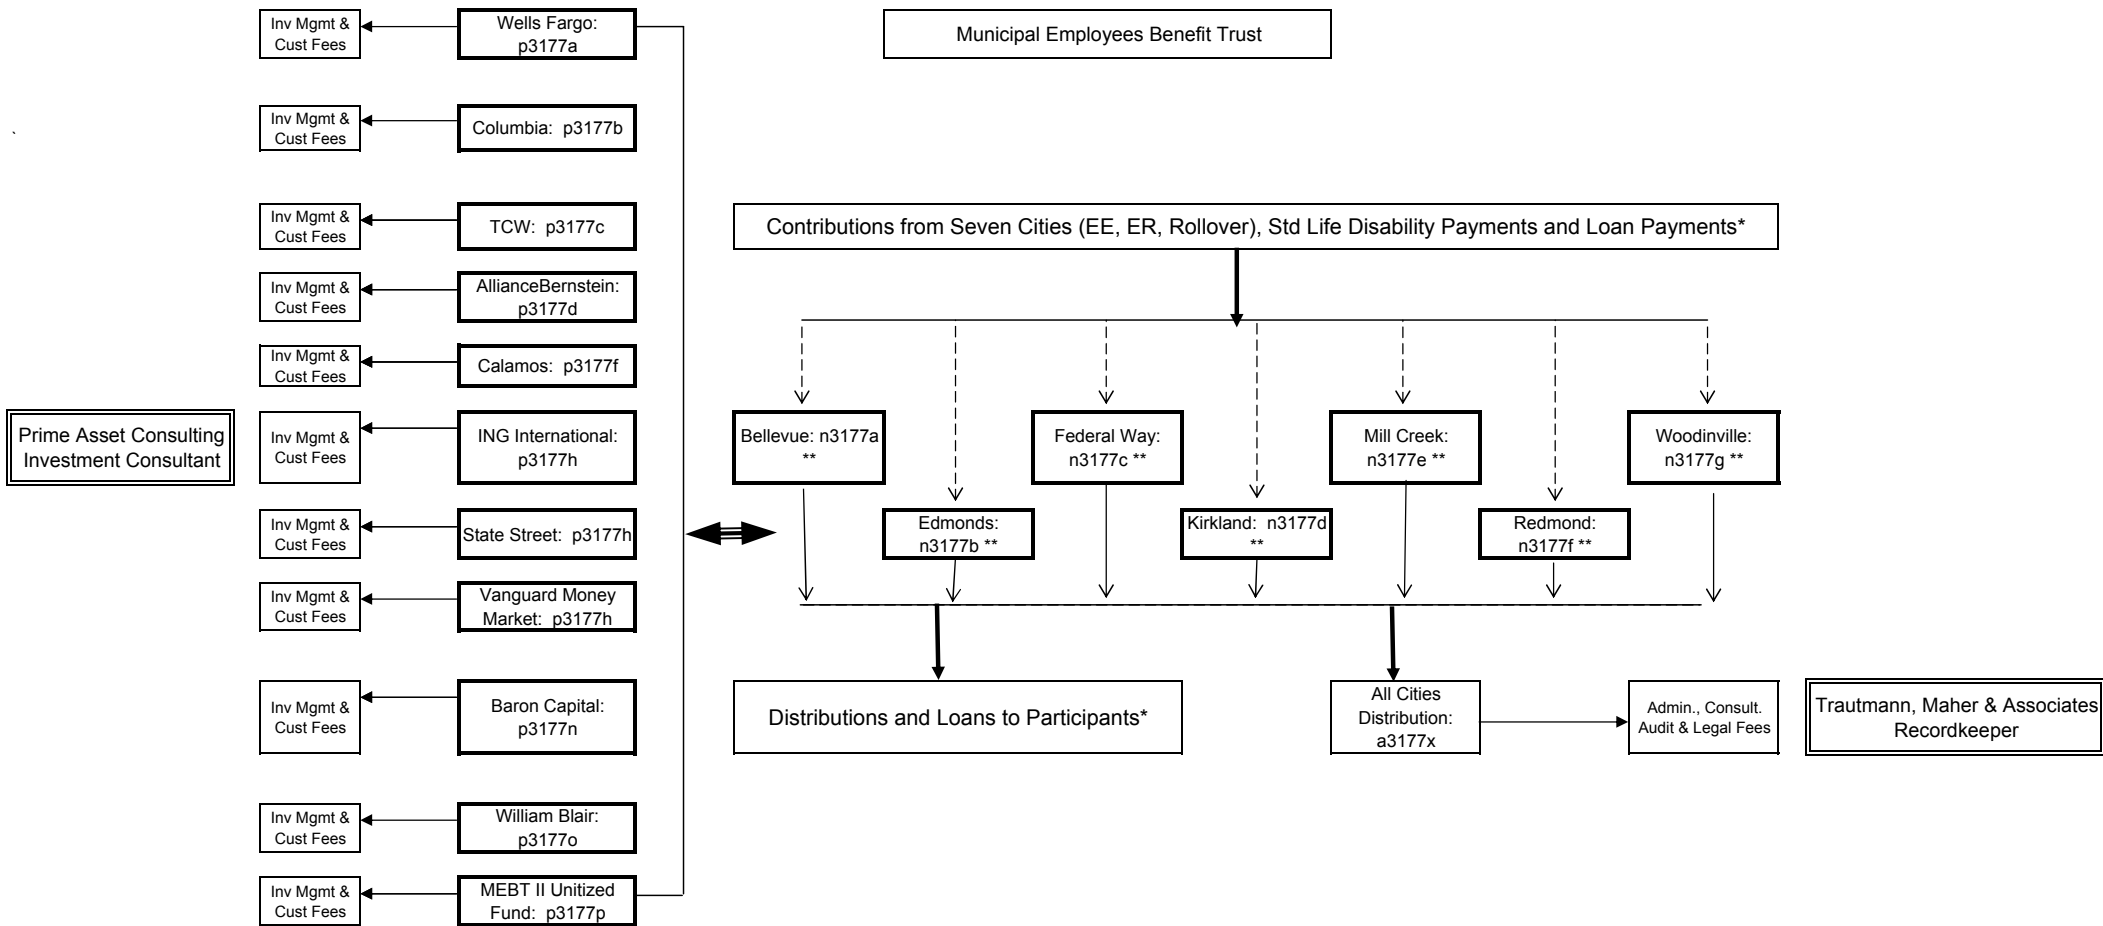 Municipal Employees Benefit Trust
Inv Mgmt &
Cust Fees
Wells Fargo:
p3177a
Inv Mgmt &
Cust Fees
Columbia:  p3177b
`
Inv Mgmt &
Cust Fees
TCW:  p3177c
Inv Mgmt &
Cust Fees
AllianceBernstein:
p3177d
Inv Mgmt &
Cust Fees
Calamos:  p3177f
Prime Asset Consulting
Investment Consultant
Inv Mgmt &
Cust Fees
ING International:
p3177h
Inv Mgmt &
Cust Fees
State Street:  p3177h
Inv Mgmt &
Cust Fees
Vanguard Money
Market:  p3177h
Inv Mgmt &
Cust Fees
Baron Capital:
p3177n
Inv Mgmt &
Cust Fees
William Blair:
p3177o
Inv Mgmt &
Cust Fees
MEBT II Unitized
Fund:  p3177p
Contributions from Seven Cities (EE, ER, Rollover), Std Life Disability Payments and Loan Payments*
Bellevue: n3177a
**
Federal Way:
n3177c **
Mill Creek:
n3177e **
Woodinville:
n3177g **
Edmonds:
n3177b **
Kirkland:  n3177d
**
Redmond:
n3177f **
Distributions and Loans to Participants*
All Cities
Distribution:
a3177x
Admin., Consult.
Audit & Legal Fees
Trautmann, Maher & Associates
Recordkeeper